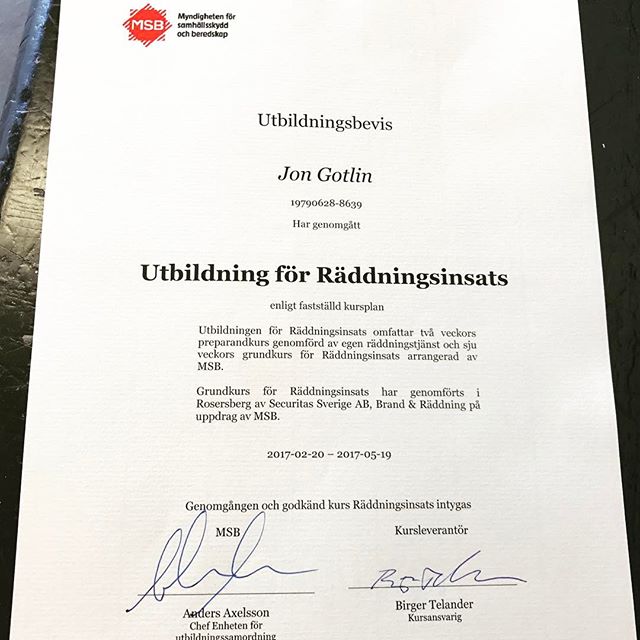 MSB
Myndigheten för
samhällsskydd
och beredskap
Utbildningsbevis
Jon Gotlin
19790628-8639
Har genomgått
Utbildning för Räddningsinsats
enligt fastställd kursplan
Utbildningen för Räddningsinsats omfattar två veckors
preparandkurs genomförd av egen räddningstjänst och sju
veckors grundkurs för Räddningsinsats arrangerad av
MSB.
Grundkurs för Räddningsinsats har genomförts i
Rosersberg av Securitas Sverige AB, Brand & Räddning på
uppdrag av MSB.
2017-02-20 – 2017-05-19
Genomgången och godkänd kurs Räddningsinsats intygas
MSB Kursleverantör
Anders Axelsson Birger Telander
Chef Enheten för Kursansvarig
utbildningssamordning